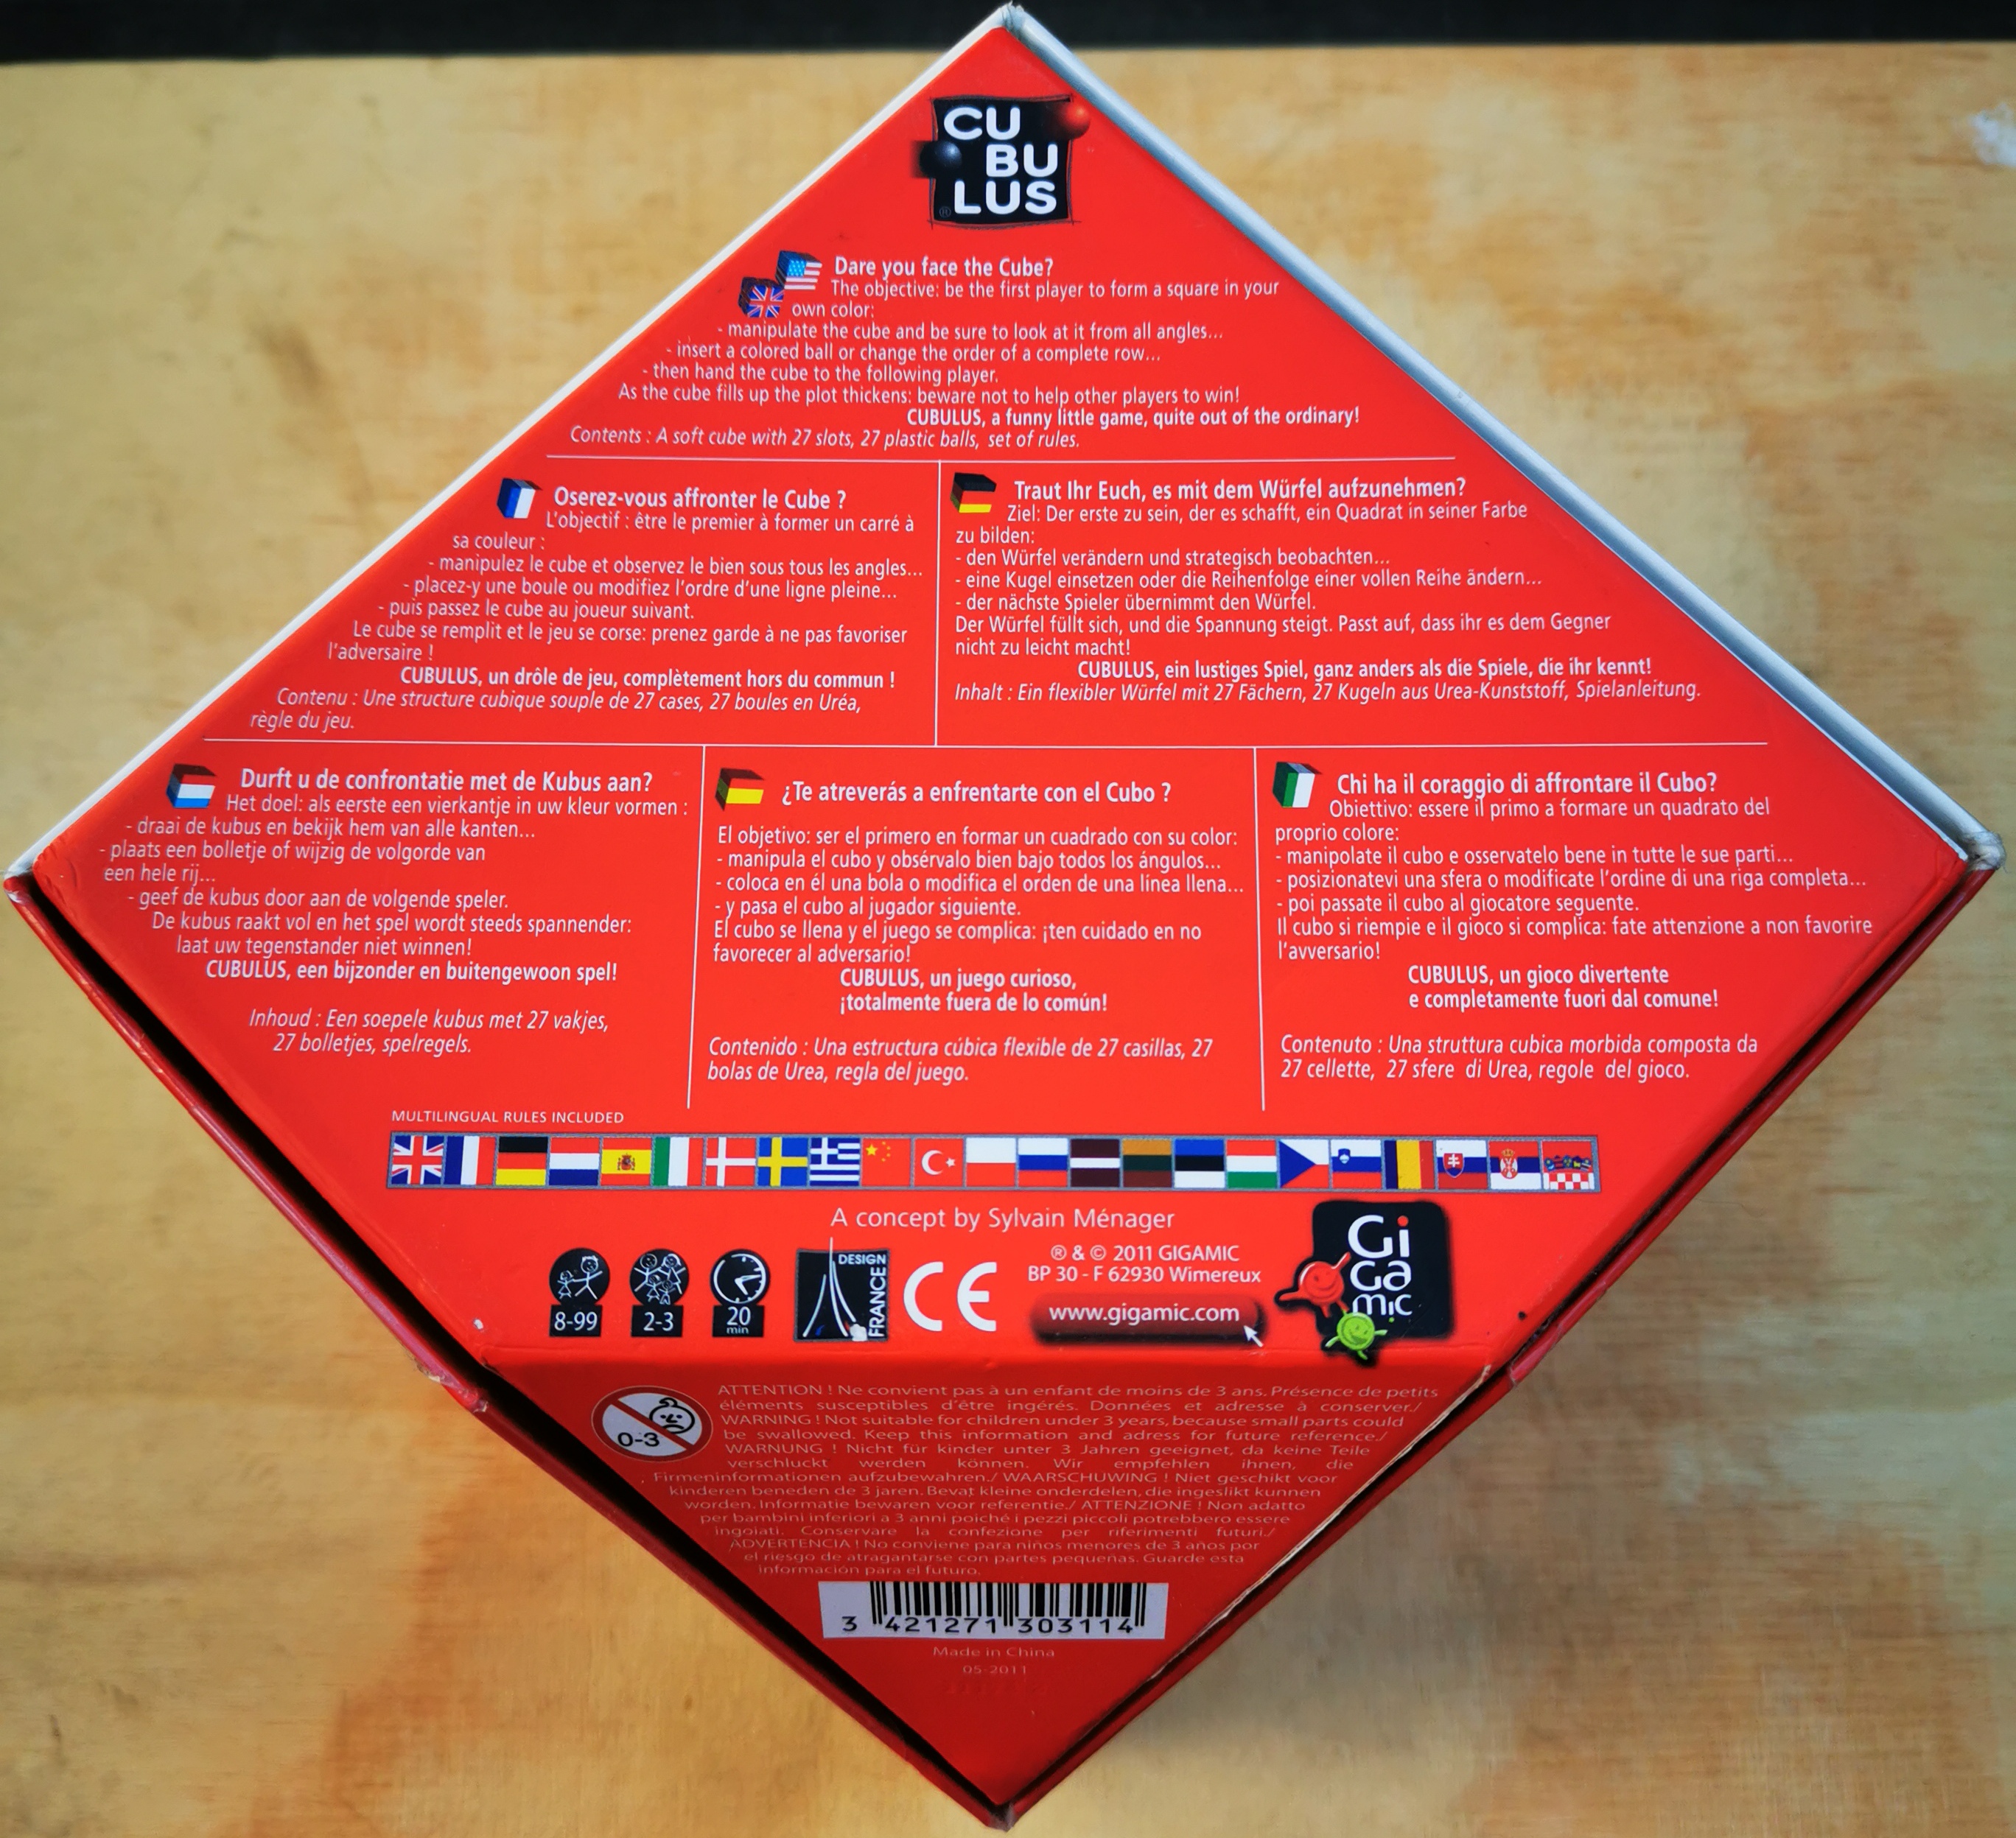 CU
BU
LUS
®
Dare you face the Cube?
The objective: be the first player to form a square in your
own color:
- manipulate the cube and be sure to look at it from all angles...
- insert a colored ball or change the order of a complete row...
- then hand the cube to the following player.
As the cube fills up the plot thickens: beware not to help other players to win!
CUBULUS, a funny little game, quite out of the ordinary!
Contents : A soft cube with 27 slots, 27 plastic balls, set of rules.
Oserez-vous affronter le Cube ?
L'objectif : être le premier à former un carré à
sa couleur :
- manipulez le cube et observez le bien sous tous les angles...
- placez-y une boule ou modifiez l'ordre d'une ligne pleine...
- puis passez le cube au joueur suivant.
Le cube se remplit et le jeu se corse: prenez garde à ne pas favoriser
l'adversaire !
CUBULUS, un drôle de jeu, complètement hors du commun !
Contenu : Une structure cubique souple de 27 cases, 27 boules en Uréa,
règle du jeu.
Traut Ihr Euch, es mit dem Würfel aufzunehmen?
Ziel: Der erste zu sein, der es schafft, ein Quadrat in seiner Farbe
zu bilden:
- den Würfel verändern und strategisch beobachten...
- eine Kugel einsetzen oder die Reihenfolge einer vollen Reihe ändern...
- der nächste Spieler übernimmt den Würfel.
Der Würfel füllt sich, und die Spannung steigt. Passt auf, dass ihr es dem Gegner
nicht zu leicht macht!
CUBULUS, ein lustiges Spiel, ganz anders als die Spiele, die ihr kennt!
Inhalt : Ein flexibler Würfel mit 27 Fächern, 27 Kugeln aus Urea-Kunststoff, Spielanleitung.
Durft u de confrontatie met de Kubus aan?
Het doel: als eerste een vierkantje in uw kleur vormen :
- draai de kubus en bekijk hem van alle kanten...
- plaats een bolletje of wijzig de volgorde van
een hele rij...
- geef de kubus door aan de volgende speler.
De kubus raakt vol en het spel wordt steeds spannender:
laat uw tegenstander niet winnen!
CUBULUS, een bijzonder en buitengewoon spel!
Inhoud : Een soepele kubus met 27 vakjes,
27 bolletjes, spelregels.
¿Te atreverás a enfrentarte con el Cubo ?
El objetivo: ser el primero en formar un cuadrado con su color:
- manipula el cubo y obsérvalo bien bajo todos los ángulos...
- coloca en él una bola o modifica el orden de una línea llena...
- y pasa el cubo al jugador siguiente.
El cubo se llena y el juego se complica: ¡ten cuidado en no
favorecer al adversario!
CUBULUS, un juego curioso,
¡totalmente fuera de lo común!
Contenido : Una estructura cúbica flexible de 27 casillas, 27
bolas de Urea, regla del juego.
Chi ha il coraggio di affrontare il Cubo?
Obiettivo: essere il primo a formare un quadrato del
proprio colore:
- manipolate il cubo e osservatelo bene in tutte le sue parti...
- posizionatevi una sfera o modificate l'ordine di una riga completa...
- poi passate il cubo al giocatore seguente.
Il cubo si riempie e il gioco si complica: fate attenzione a non favorire
l'avversario!
CUBULUS, un gioco divertente
e completamente fuori dal comune!
Contenuto : Una struttura cubica morbida composta da
27 cellette, 27 sfere di Urea, regole del gioco.
MULTILINGUAL RULES INCLUDED
A concept by Sylvain Ménager
8-99
2-3
20
min
DESIGN
FRANCE
CE
® & © 2011 GIGAMIC
BP 30 - F 62930 Wimereux
www.gigamic.com
Gi
Ga
mic
0-3
ATTENTION ! Ne convient pas à un enfant de moins de 3 ans. Présence de petits
éléments susceptibles d'être ingérés. Données et adresse à conserver./
WARNING ! Not suitable for children under 3 years, because small parts could
be swallowed. Keep this information and adress for future reference./
WARNUNG ! Nicht für kinder unter 3 Jahren geeignet, da keine Teile
verschluckt werden können. Wir empfehlen ihnen, die
Firmeninformationen aufzubewahren./ WAARSCHUWING ! Niet geschikt voor
kinderen beneden de 3 jaren. Bevat kleine onderdelen, die ingeslikt kunnen
worden. Informatie bewaren voor referentie./ ATTENZIONE ! Non adatto
per bambini inferiori a 3 anni poiché i pezzi piccoli potrebbero essere
ingoiati. Conservare la confezione per riferimenti futuri./
ADVERTENCIA ! No conviene para niños menores de 3 años por
el riesgo de atragantarse con partes pequeñas. Guarde esta
información para el futuro.
3 421271 303114
Made in China
05-2011